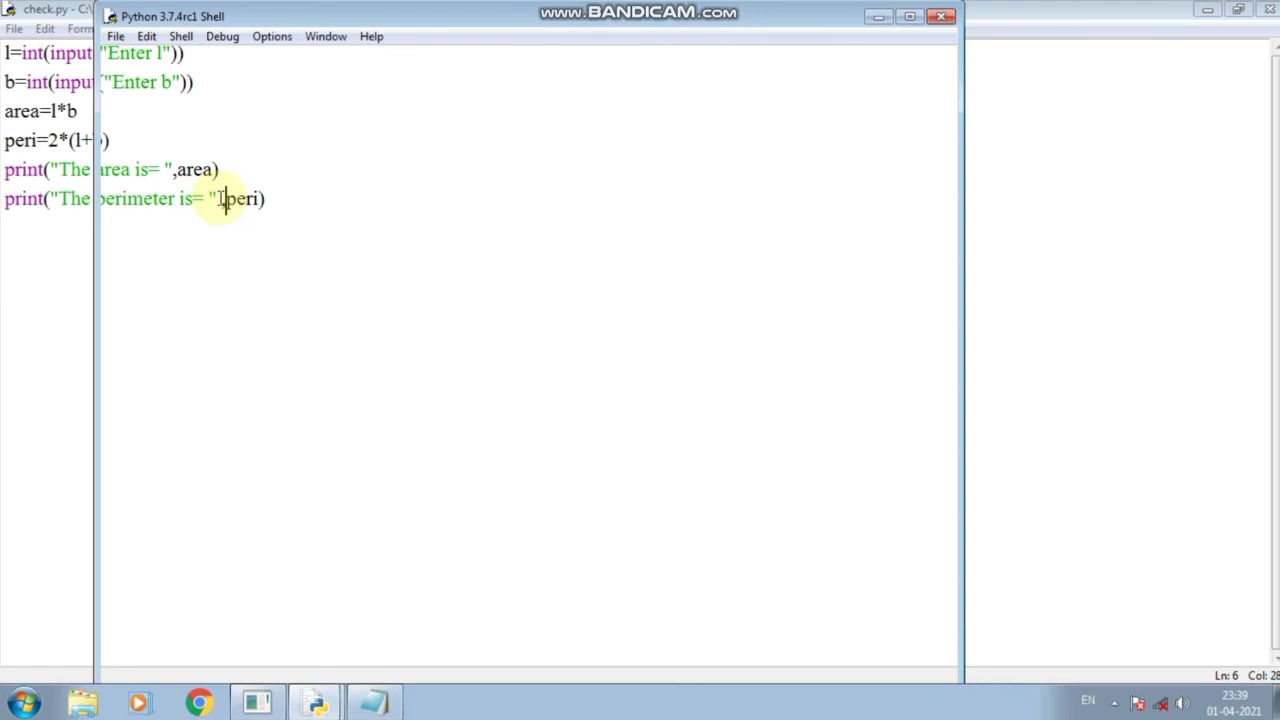 check.py - C:\
Python 3.7.4rc1 Shell
www.BANDICAM.com
File Edit Form
File Edit Shell Debug Options Window Help
l=int(input("Enter l"))
b=int(input("Enter b"))
area=l*b
peri=2*(l+b)
print("The area is= ",area)
print("The perimeter is= ",peri)
Ln: 6 Col: 28
EN
23:39
01-04-2021